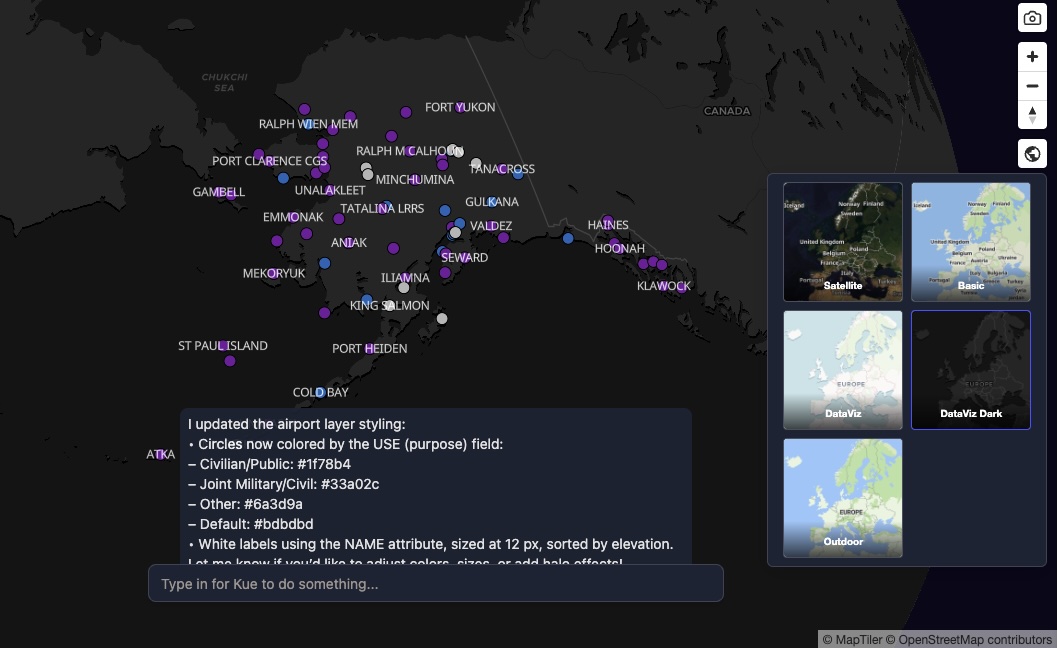 CHUKCHI
SEA
FORT YUKON
CANADA
RALPH WIEN MEM
RALPH M CALHOUN
PORT CLARENCE CGS
TANACROSS
MINCHUMINA
GAMBELL
UNALAKLEET
GULKANA
TATALINA LRRS
EMMONAK
VALDEZ
HAINES
ANIAK
HOONAH
SEWARD
MEKORYUK
ILIAMNA
KLAWOCK
KING SALMON
ST PAUL ISLAND
PORT HEIDEN
COLD BAY
ATKA
I updated the airport layer styling:
• Circles now colored by the USE (purpose) field:
– Civilian/Public: #1f78b4
– Joint Military/Civil: #33a02c
– Other: #6a3d9a
– Default: #bdbdbd
• White labels using the NAME attribute, sized at 12 px, sorted by elevation.
Let me know if you'd like to adjust colors, sizes, or add halo effects!
Type in for Kue to do something...
Iceland
Norway Finland
Sweden
United Kingdom
Belgium Poland
France
Italy
Portugal Turkey
Satellite
Iceland
Norway Finland
Sweden
United Kingdom
Belgium Poland
France Austria Ukraine
Italy Bulgaria
Portugal Greece Turkey
Basic
EUROPE
DataViz
EUROPE
DataViz Dark
EUROPE
Outdoor
© MapTiler © OpenStreetMap contributors